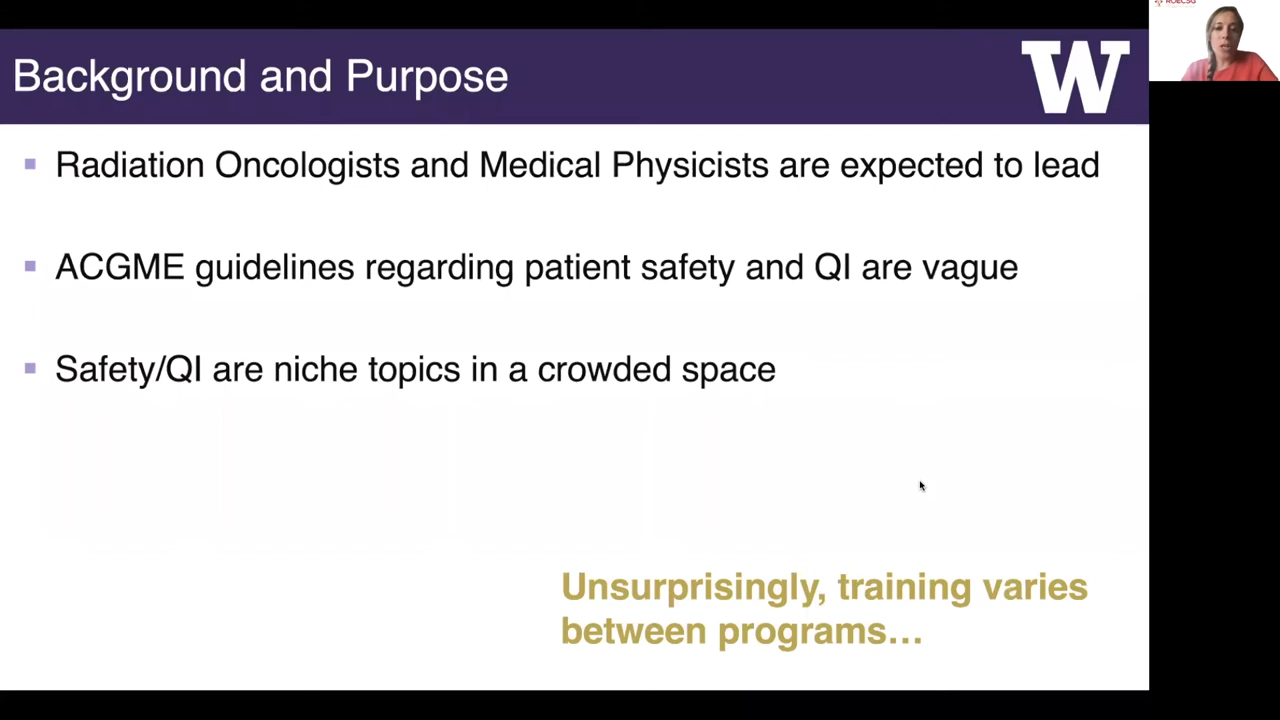 ROECSG
Background and Purpose
W
Radiation Oncologists and Medical Physicists are expected to lead
ACGME guidelines regarding patient safety and QI are vague
Safety/QI are niche topics in a crowded space
Unsurprisingly, training varies
between programs...